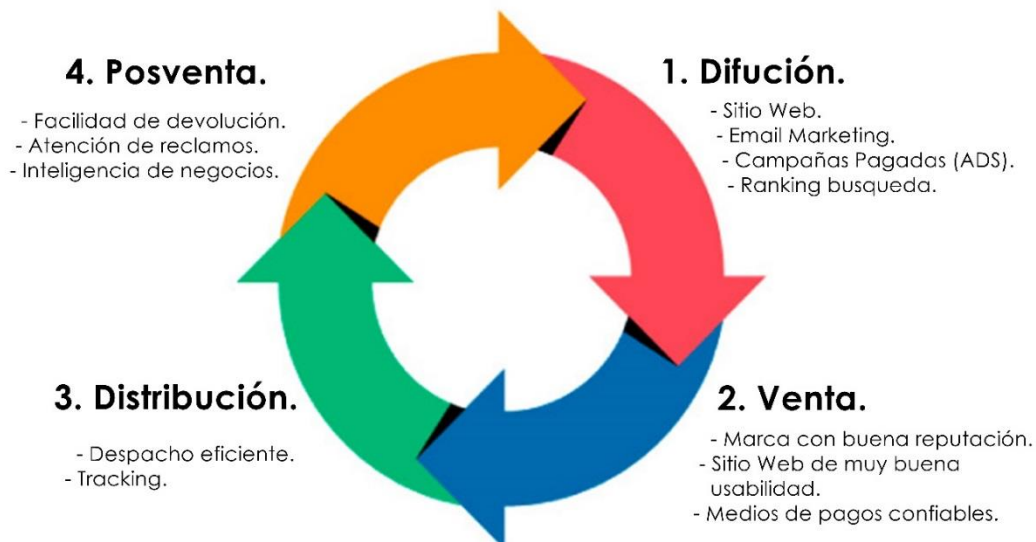 4. Posventa.
- Facilidad de devolución.
- Atención de reclamos.
- Inteligencia de negocios.
1. Difución.
- Sitio Web.
- Email Marketing.
- Campañas Pagadas (ADS).
- Ranking busqueda.
3. Distribución.
- Despacho eficiente.
- Tracking.
2. Venta.
- Marca con buena reputación.
- Sitio Web de muy buena
usabilidad.
- Medios de pagos confiables.